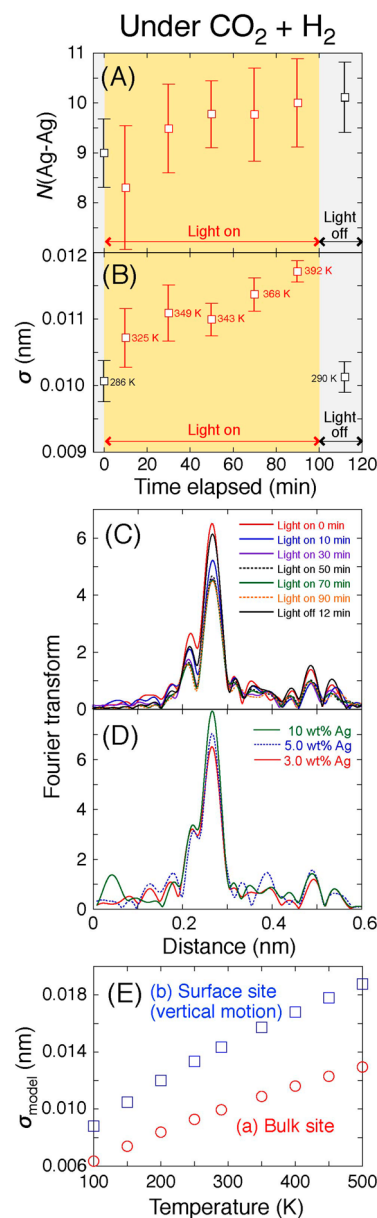 Under CO₂ + H₂
(A)
N(Ag-Ag)
11
10
9
8
Light on
Light off
(B)
σ (nm)
0.012
0.011
0.010
0.009
286 K
325 K
349 K
343 K
368 K
392 K
290 K
Light on
Light off
0 20 40 60 80 100 120
Time elapsed (min)
(C)
Light on 0 min
Light on 10 min
Light on 30 min
Light on 50 min
Light on 70 min
Light on 90 min
Light off 12 min
6
4
2
0
Fourier transform
(D)
10 wt% Ag
5.0 wt% Ag
3.0 wt% Ag
6
4
2
0
0 0.2 0.4 0.6
Distance (nm)
(E)
(b) Surface site
(vertical motion)
(a) Bulk site
σmodel (nm)
0.018
0.014
0.010
0.006
100 200 300 400 500
Temperature (K)